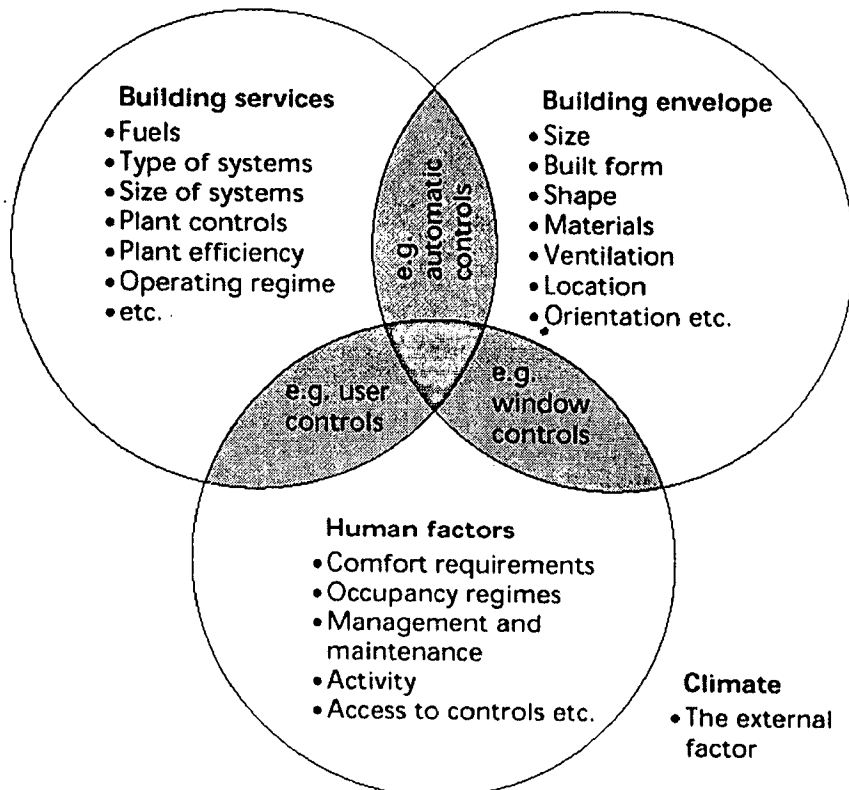 Building services
• Fuels
• Type of systems
• Size of systems
• Plant controls
• Plant efficiency
• Operating regime
• etc.
Building envelope
• Size
• Built form
• Shape
• Materials
• Ventilation
• Location
• Orientation etc.
e.g.
automatic
controls
e.g. user
controls
e.g.
window
controls
Human factors
• Comfort requirements
• Occupancy regimes
• Management and
maintenance
• Activity
• Access to controls etc.
Climate
• The external
factor